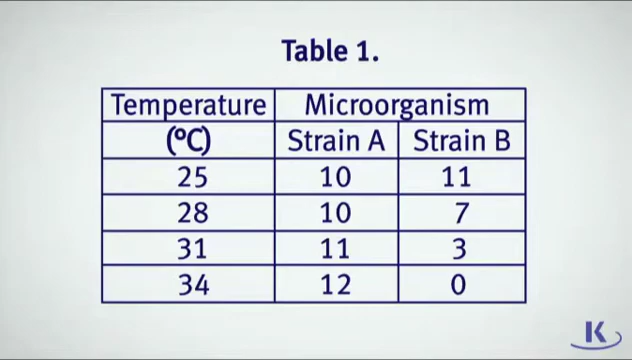 Table 1.
Temperature Microorganism
(°C) Strain A Strain B
25 10 11
28 10 7
31 11 3
34 12 0
K